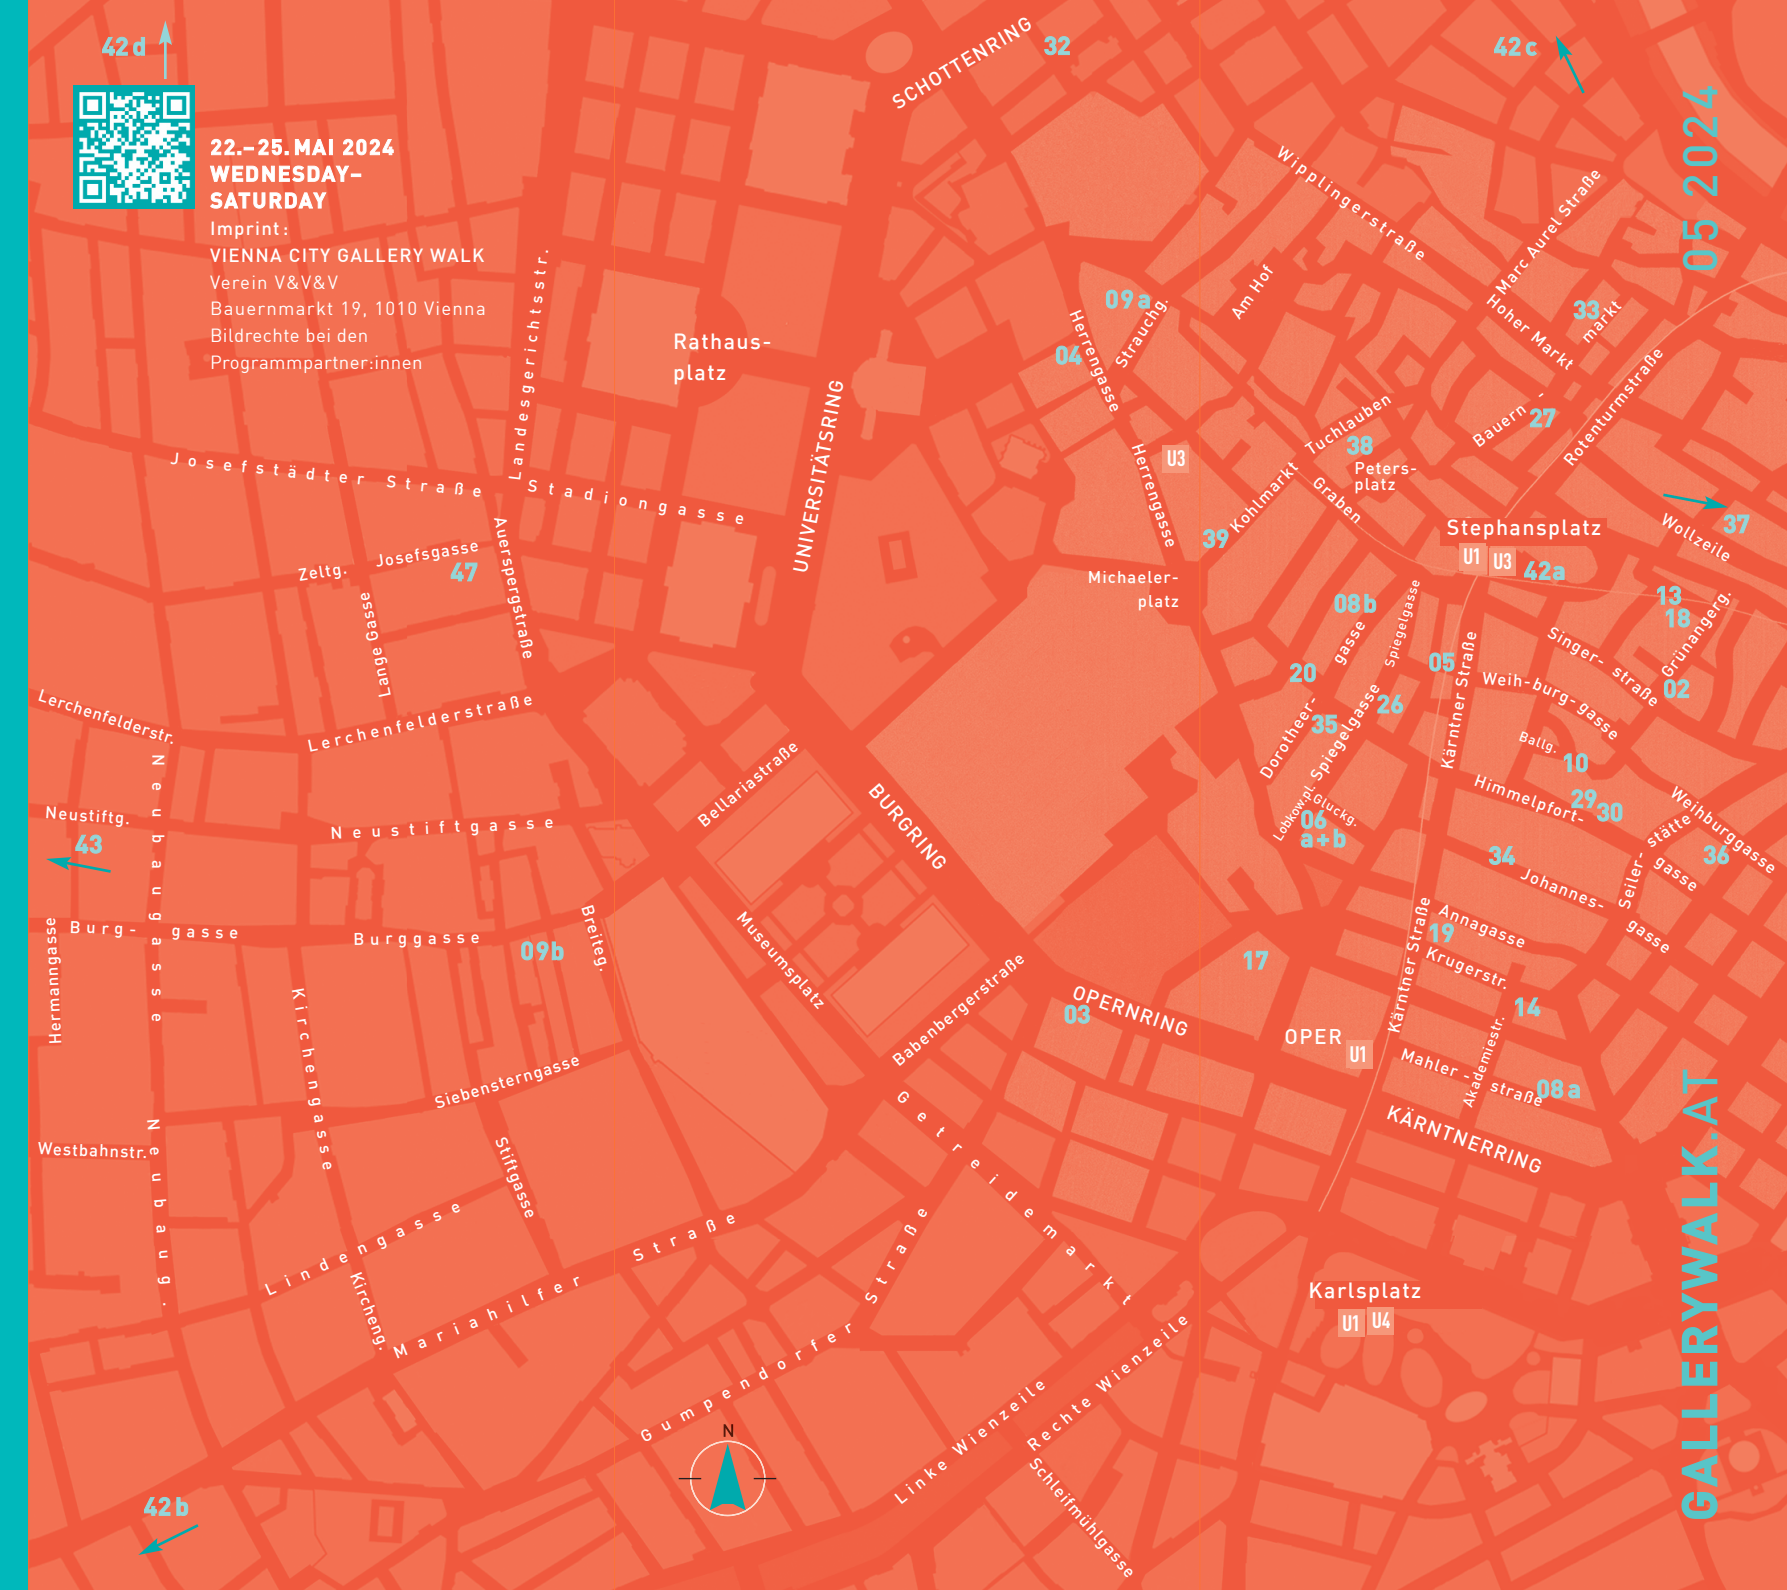 42d
22.–25. MAI 2024
WEDNESDAY–
SATURDAY
Imprint:
VIENNA CITY GALLERY WALK
Verein V&V&V
Bauernmarkt 19, 1010 Vienna
Bildrechte bei den
Programmpartner:innen
SCHOTTENRING
32
42c
05 2024
Wipplingerstraße
Marc Aurel Straße
Am Hof
09a
Strauchg.
Herrengasse
04
Hoher Markt
33
markt
Bauern-
27
Rotenturmstraße
Landesgerichtsstr.
Rathaus-
platz
UNIVERSITÄTSRING
Josefstädter Straße
Stadiongasse
Herrengasse
U3
Tuchlauben
38
Peters-
platz
Kohlmarkt
Graben
39
Stephansplatz
U1
U3
42a
37
Wollzeile
Auerspergstraße
Josefsgasse
Zeltg.
47
Lange Gasse
Michaeler-
platz
08b
Dorotheer-
gasse
Spiegelgasse
20
05
Kärntner Straße
13
18
Grünangerg.
02
Singer-
straße
Weih-burg-gasse
26
35
Spiegelgasse
Ballg.
10
Lerchenfelderstr.
Lerchenfelderstraße
Neubaugasse
Bellariastraße
BURGRING
Neustiftg.
43
Neustiftgasse
Lobkow.pl.
Gluckg.
06
a+b
Himmelpfort-
gasse
29
30
Weihburggasse
36
Seiler-
stätte
34
Johannes-
gasse
Burg-
gasse
Burggasse
Hermanngasse
Breiteg.
09b
Museumsplatz
Babenbergerstraße
17
Annagasse
19
Krugerstr.
Kärntner Straße
14
OPERNRING
03
OPER
U1
Mahler-
straße
Akademiestr.
08a
KÄRNTNERRING
GALLERYWALK.AT
Kirchengasse
Siebensterngasse
Westbahnstr.
Neubaug.
Stiftgasse
Getreidemarkt
Lindengasse
Kircheng.
Mariahilfer
Straße
Gumpendorfer
Straße
Karlsplatz
U1
U4
Linke Wienzeile
Rechte Wienzeile
Schleifmühlgasse
N
42b